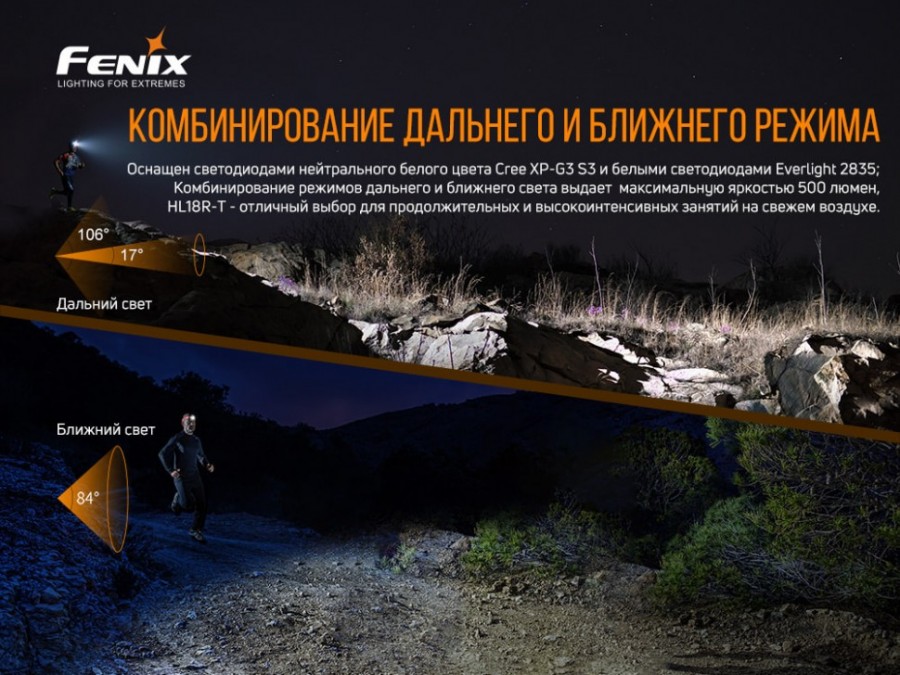 FENIX
LIGHTING FOR EXTREMES
КОМБИНИРОВАНИЕ ДАЛЬНЕГО И БЛИЖНЕГО РЕЖИМА
Оснащен светодиодами нейтрального белого цвета Cree XP-G3 S3 и белыми светодиодами Everlight 2835;
Комбинирование режимов дальнего и ближнего света выдает максимальную яркостью 500 люмен,
HL18R-T - отличный выбор для продолжительных и высокоинтенсивных занятий на свежем воздухе.
106°
17°
Дальний свет
Ближний свет
84°